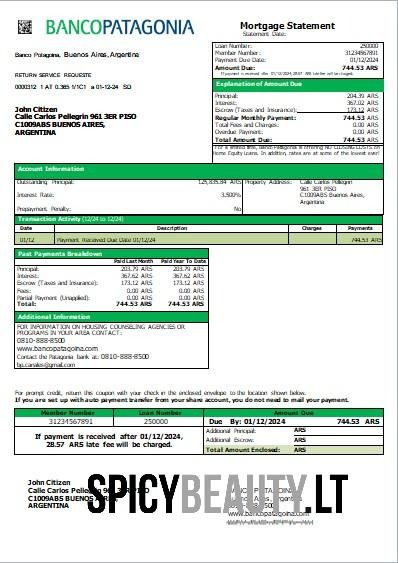 BANCOPATAGONIA
Mortgage Statement
Statement Date:
Banco Patagoina, Buenos Aires, Argentina
Loan Number: 250000
Member Number: 31234567891
Payment Due Date: 01/12/2024
Amount Due: 744.53 ARS
If payment is received after 01/12/2024, 28.57 ARS late fee will be charged.
RETURN SERVICE REQUESTE
0000312 1 AT 0.365 1/1C1 a 01-12-24 SQ
John Citizen
Calle Carlos Pellegrin 961 3ER PISO
C1009ABS BUENOS AIRES,
ARGENTINA
Explanation of Amount Due
Principal: 204.39 ARS
Interest: 367.02 ARS
Escrow (Taxes and Insurance): 173.12 ARS
Regular Monthly Payment: 744.53 ARS
Total Fees and Charges: 0.00 ARS
Overdue Payment: 0.00 ARS
Total Amount Due: 744.53 ARS
For a limited time, Banco Patagonia is offering NO CLOSING COSTS on
Home Equity Loans. In addition, rates are at some of the lowest ever!
Account Information
Outstanding Principal: 125,835.84 ARS
Interest Rate: 3.500%
Prepayment Penalty: No
Property Address: Calle Carlos Pellegrin
961 3ER PISO
C1009ABS Buenos Aires,
Argentina
Transaction Activity (12/24 to 12/24)
Date Description Charges Payments
01/12 Payment Received Due Date 01/12/24 744.53 ARS
Past Payments Breakdown
Paid Last Month Paid Year To Date
Principal: 203.79 ARS 203.79 ARS
Interest: 367.62 ARS 367.62 ARS
Escrow (Taxes and Insurance): 173.12 ARS 173.12 ARS
Fees: 0.00 ARS 0.00 ARS
Partial Payment (Unapplied): 0.00 ARS 0.00 ARS
Total: 744.53 ARS 744.53 ARS
Additional Information
FOR INFORMATION ON HOUSING COUNSELING AGENCIES OR
PROGRAMS IN YOUR AREA CONTACT:
0810-888-8500
www.bancopatagoina.com
Contact the Patagonia bank at: 0810-888-8500
bp.canales@gmail.com
For prompt credit, return this coupon with your check in the enclosed envelope to the location shown below.
If you are set up with auto payment transfer from your share account, you do not need to mail your payment.
Member Number Loan Number Amount Due
31234567891 250000 Due By: 01/12/2024 744.53 ARS
If payment is received after 01/12/2024,
28.57 ARS late fee will be charged.
Additional Principal: ARS
Additional Escrow: ARS
Total Amount Enclosed: ARS
John Citizen
Calle Carlos Pellegrin 961 3ER PISO
C1009ABS BUENOS AIRES,
ARGENTINA
BANCO PATAGONIA
Buenos Aires, Argentina
0810-888-8500
www.bancopatagoina.com
SPICYBEAUTY.LT